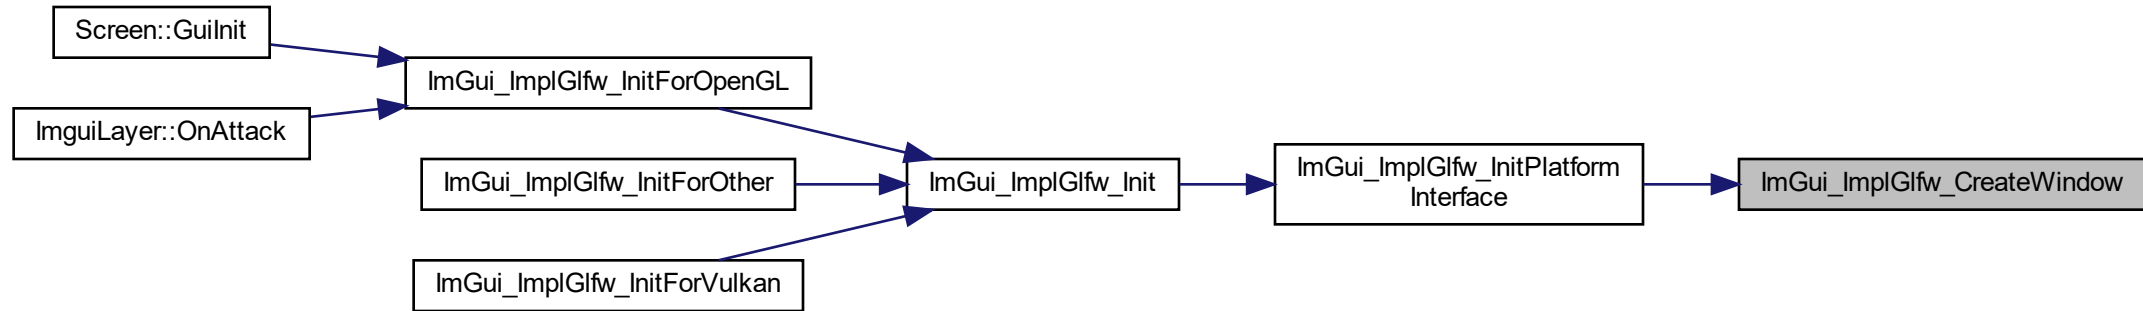 Screen::GuiInit
ImguiLayer::OnAttack
ImGui_ImplGlfw_InitForOpenGL
ImGui_ImplGlfw_InitForOther
ImGui_ImplGlfw_InitForVulkan
ImGui_ImplGlfw_Init
ImGui_ImplGlfw_InitPlatform
Interface
ImGui_ImplGlfw_CreateWindow